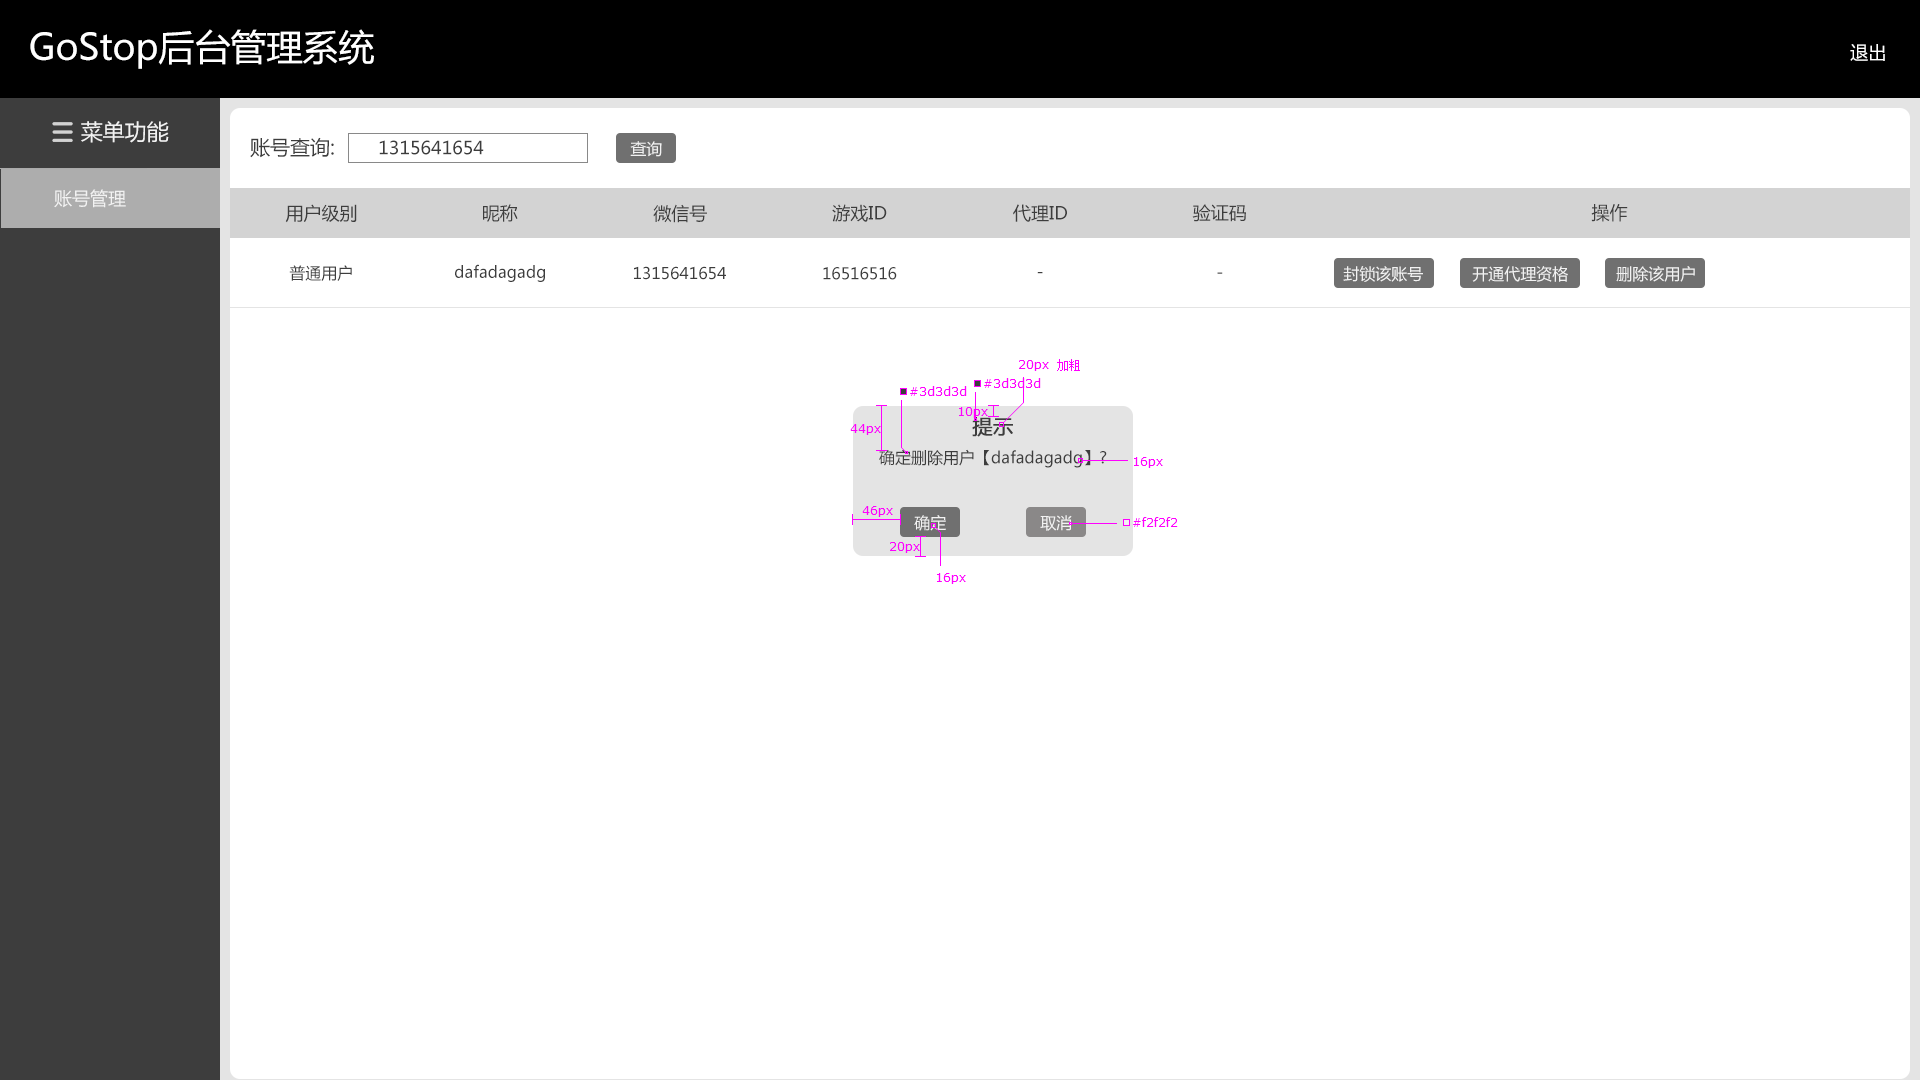 GoStop后台管理系统
退出
菜单功能
账号管理
账号查询: 1315641654 查询
用户级别 昵称 微信号 游戏ID 代理ID 验证码 操作
普通用户 dafadagadg 1315641654 16516516 - - 封锁该账号 开通代理资格 删除该用户
20px 加粗
#3d3d3d #3d3d3d
10px
提示
44px
确定删除用户【dafadagadg】?
16px
46px
确定 取消
#f2f2f2
20px
16px